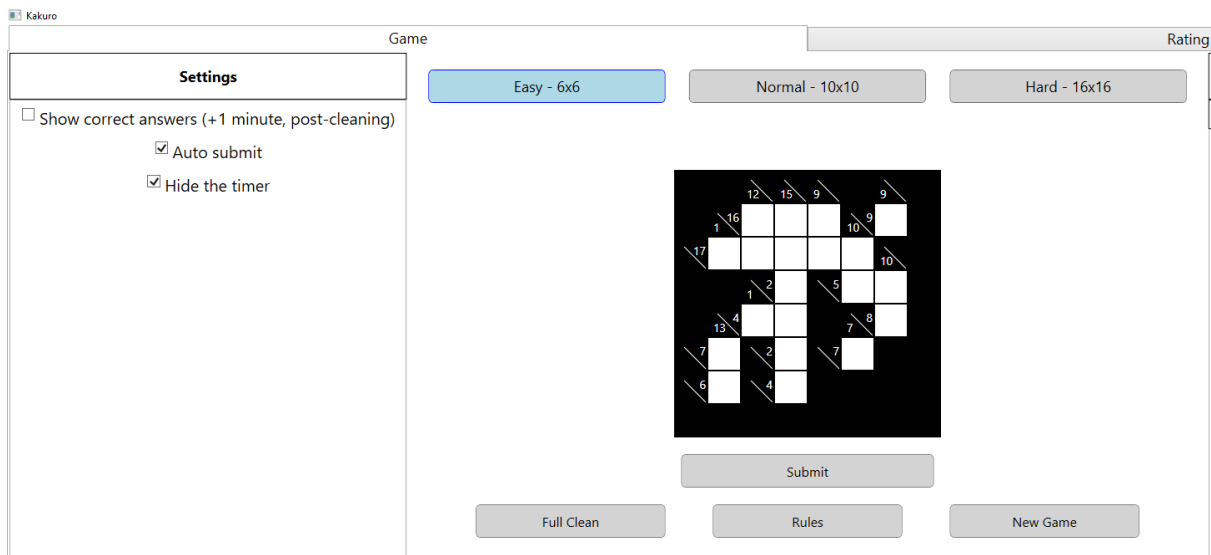 Kakuro
Game Rating
Settings
Easy - 6x6 Normal - 10x10 Hard - 16x16
Show correct answers (+1 minute, post-cleaning)
Auto submit
Hide the timer
12 15 9 9
1 16 10 9
17 10
1 2 5
13 4 7 8
7 2 7
6 4
Submit
Full Clean Rules New Game